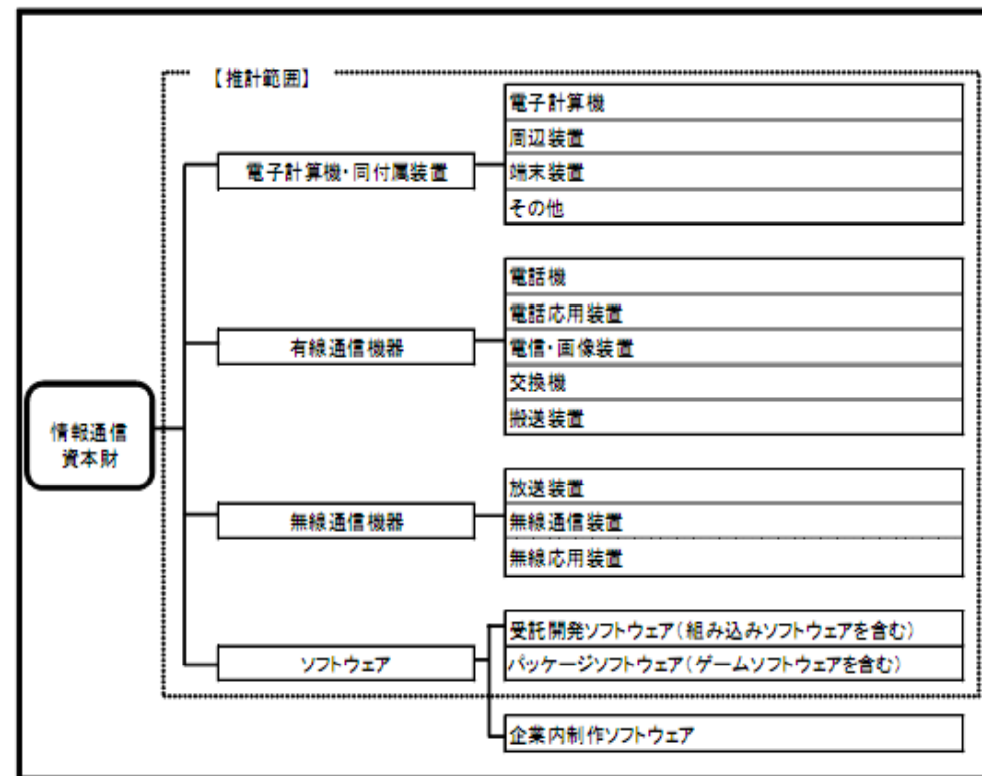 【推計範囲】
情報通信
資本財
電子計算機・同付属装置
電子計算機
周辺装置
端末装置
その他
有線通信機器
電話機
電話応用装置
電信・画像装置
交換機
搬送装置
無線通信機器
放送装置
無線通信装置
無線応用装置
ソフトウェア
受託開発ソフトウェア(組み込みソフトウェアを含む)
パッケージソフトウェア(ゲームソフトウェアを含む)
企業内制作ソフトウェア